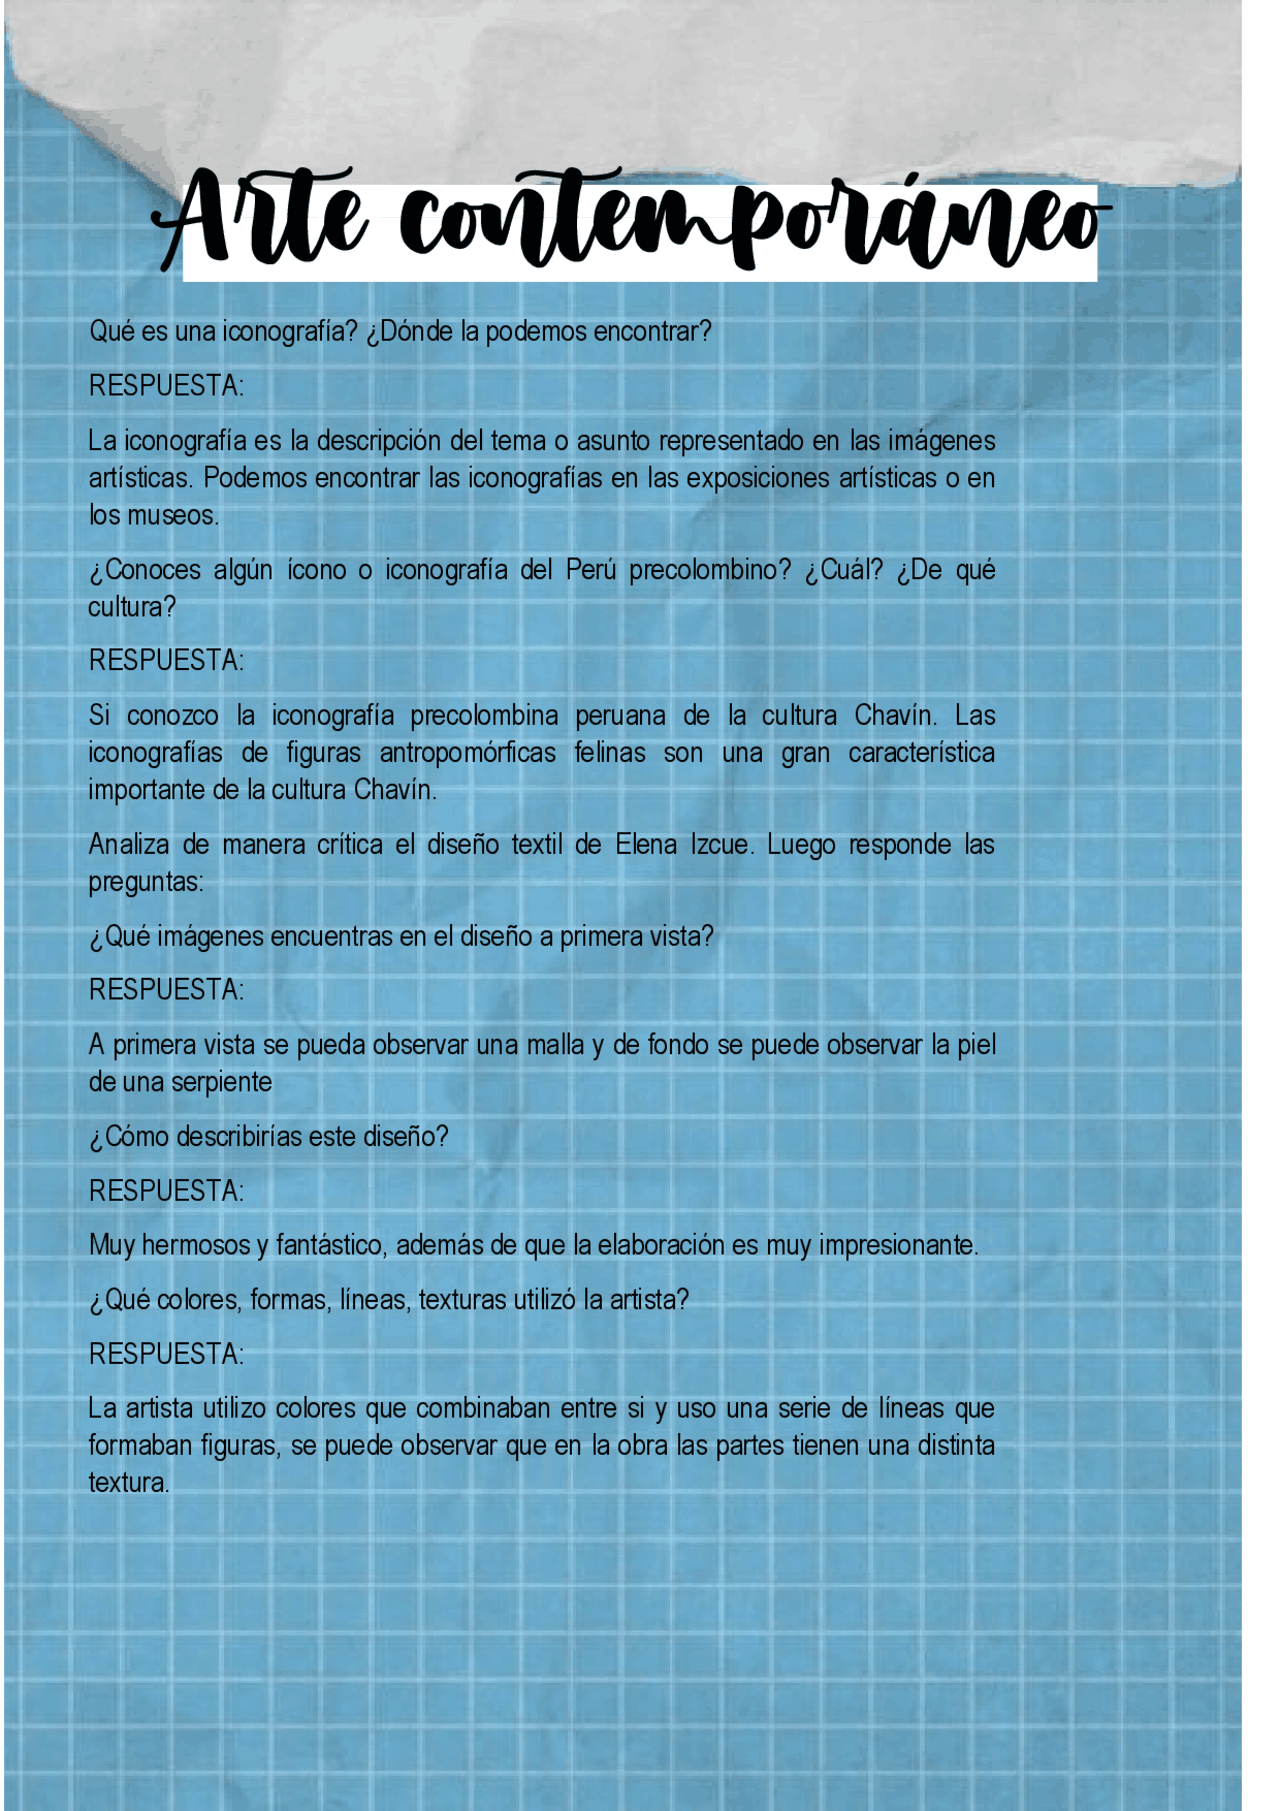 Arte contemporáneo
Qué es una iconografía? ¿Dónde la podemos encontrar?
RESPUESTA:
La iconografía es la descripción del tema o asunto representado en las imágenes
artísticas. Podemos encontrar las iconografías en las exposiciones artísticas o en
los museos.
¿Conoces algún ícono o iconografía del Perú precolombino? ¿Cuál? ¿De qué
cultura?
RESPUESTA:
Si conozco la iconografía precolombina peruana de la cultura Chavín. Las
iconografías de figuras antropomórficas felinas son una gran característica
importante de la cultura Chavín.
Analiza de manera crítica el diseño textil de Elena Izcue. Luego responde las
preguntas:
¿Qué imágenes encuentras en el diseño a primera vista?
RESPUESTA:
A primera vista se pueda observar una malla y de fondo se puede observar la piel
de una serpiente
¿Cómo describirías este diseño?
RESPUESTA:
Muy hermosos y fantástico, además de que la elaboración es muy impresionante.
¿Qué colores, formas, líneas, texturas utilizó la artista?
RESPUESTA:
La artista utilizo colores que combinaban entre si y uso una serie de líneas que
formaban figuras, se puede observar que en la obra las partes tienen una distinta
textura.